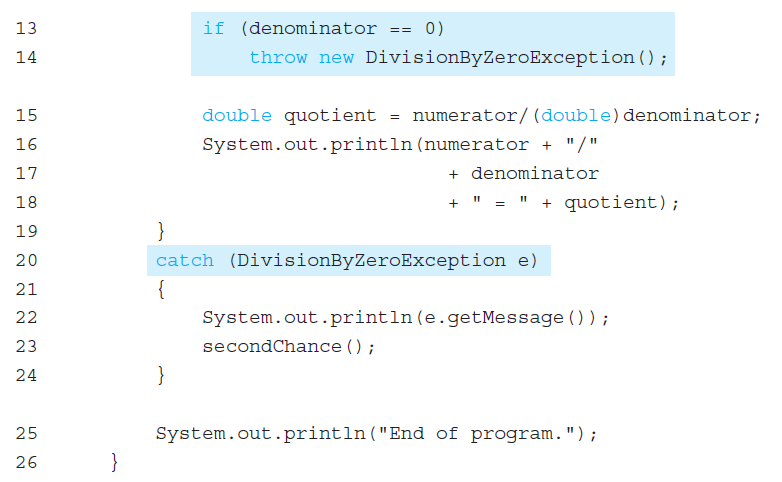 13 if (denominator == 0)
14 throw new DivisionByZeroException();
15 double quotient = numerator/(double)denominator;
16 System.out.println(numerator + "/"
17 + denominator
18 + " = " + quotient);
19 }
20 catch (DivisionByZeroException e)
21 {
22 System.out.println(e.getMessage());
23 secondChance();
24 }
25 System.out.println("End of program.");
26 }